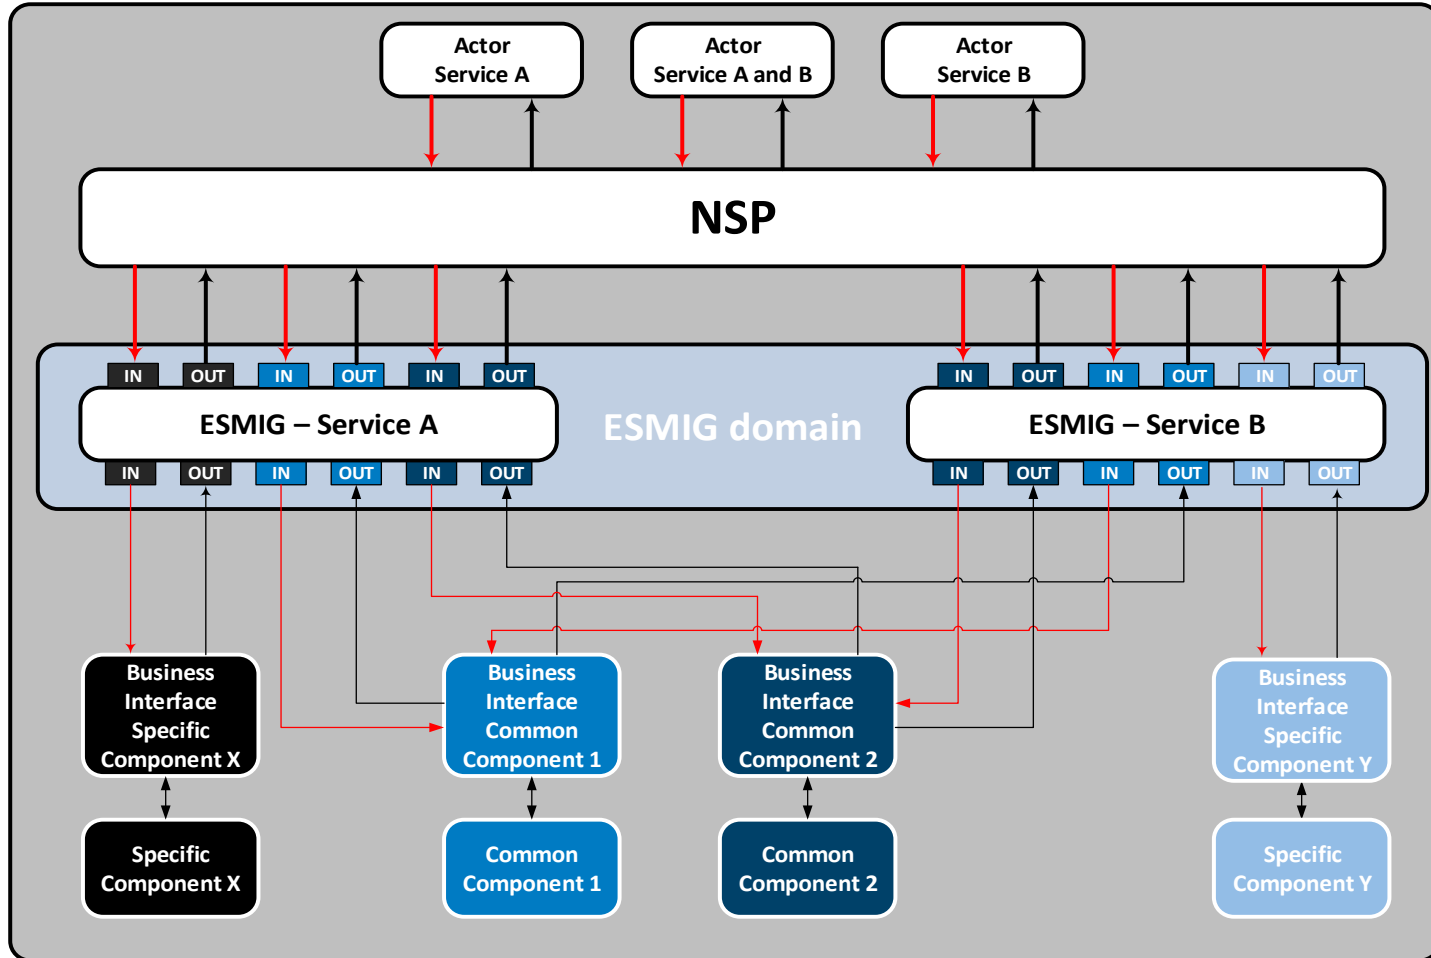 Actor
Service A
Actor
Service A and B
Actor
Service B
NSP
IN
OUT
IN
OUT
IN
OUT
IN
OUT
IN
OUT
IN
OUT
ESMIG – Service A
ESMIG domain
ESMIG – Service B
IN
OUT
IN
OUT
IN
OUT
IN
OUT
IN
OUT
IN
OUT
Business
Interface
Specific
Component X
Business
Interface
Common
Component 1
Business
Interface
Common
Component 2
Business
Interface
Specific
Component Y
Specific
Component X
Common
Component 1
Common
Component 2
Specific
Component Y